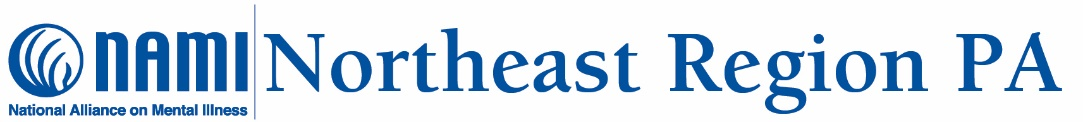 NAMI Northeast Region PA
National Alliance on Mental Illness